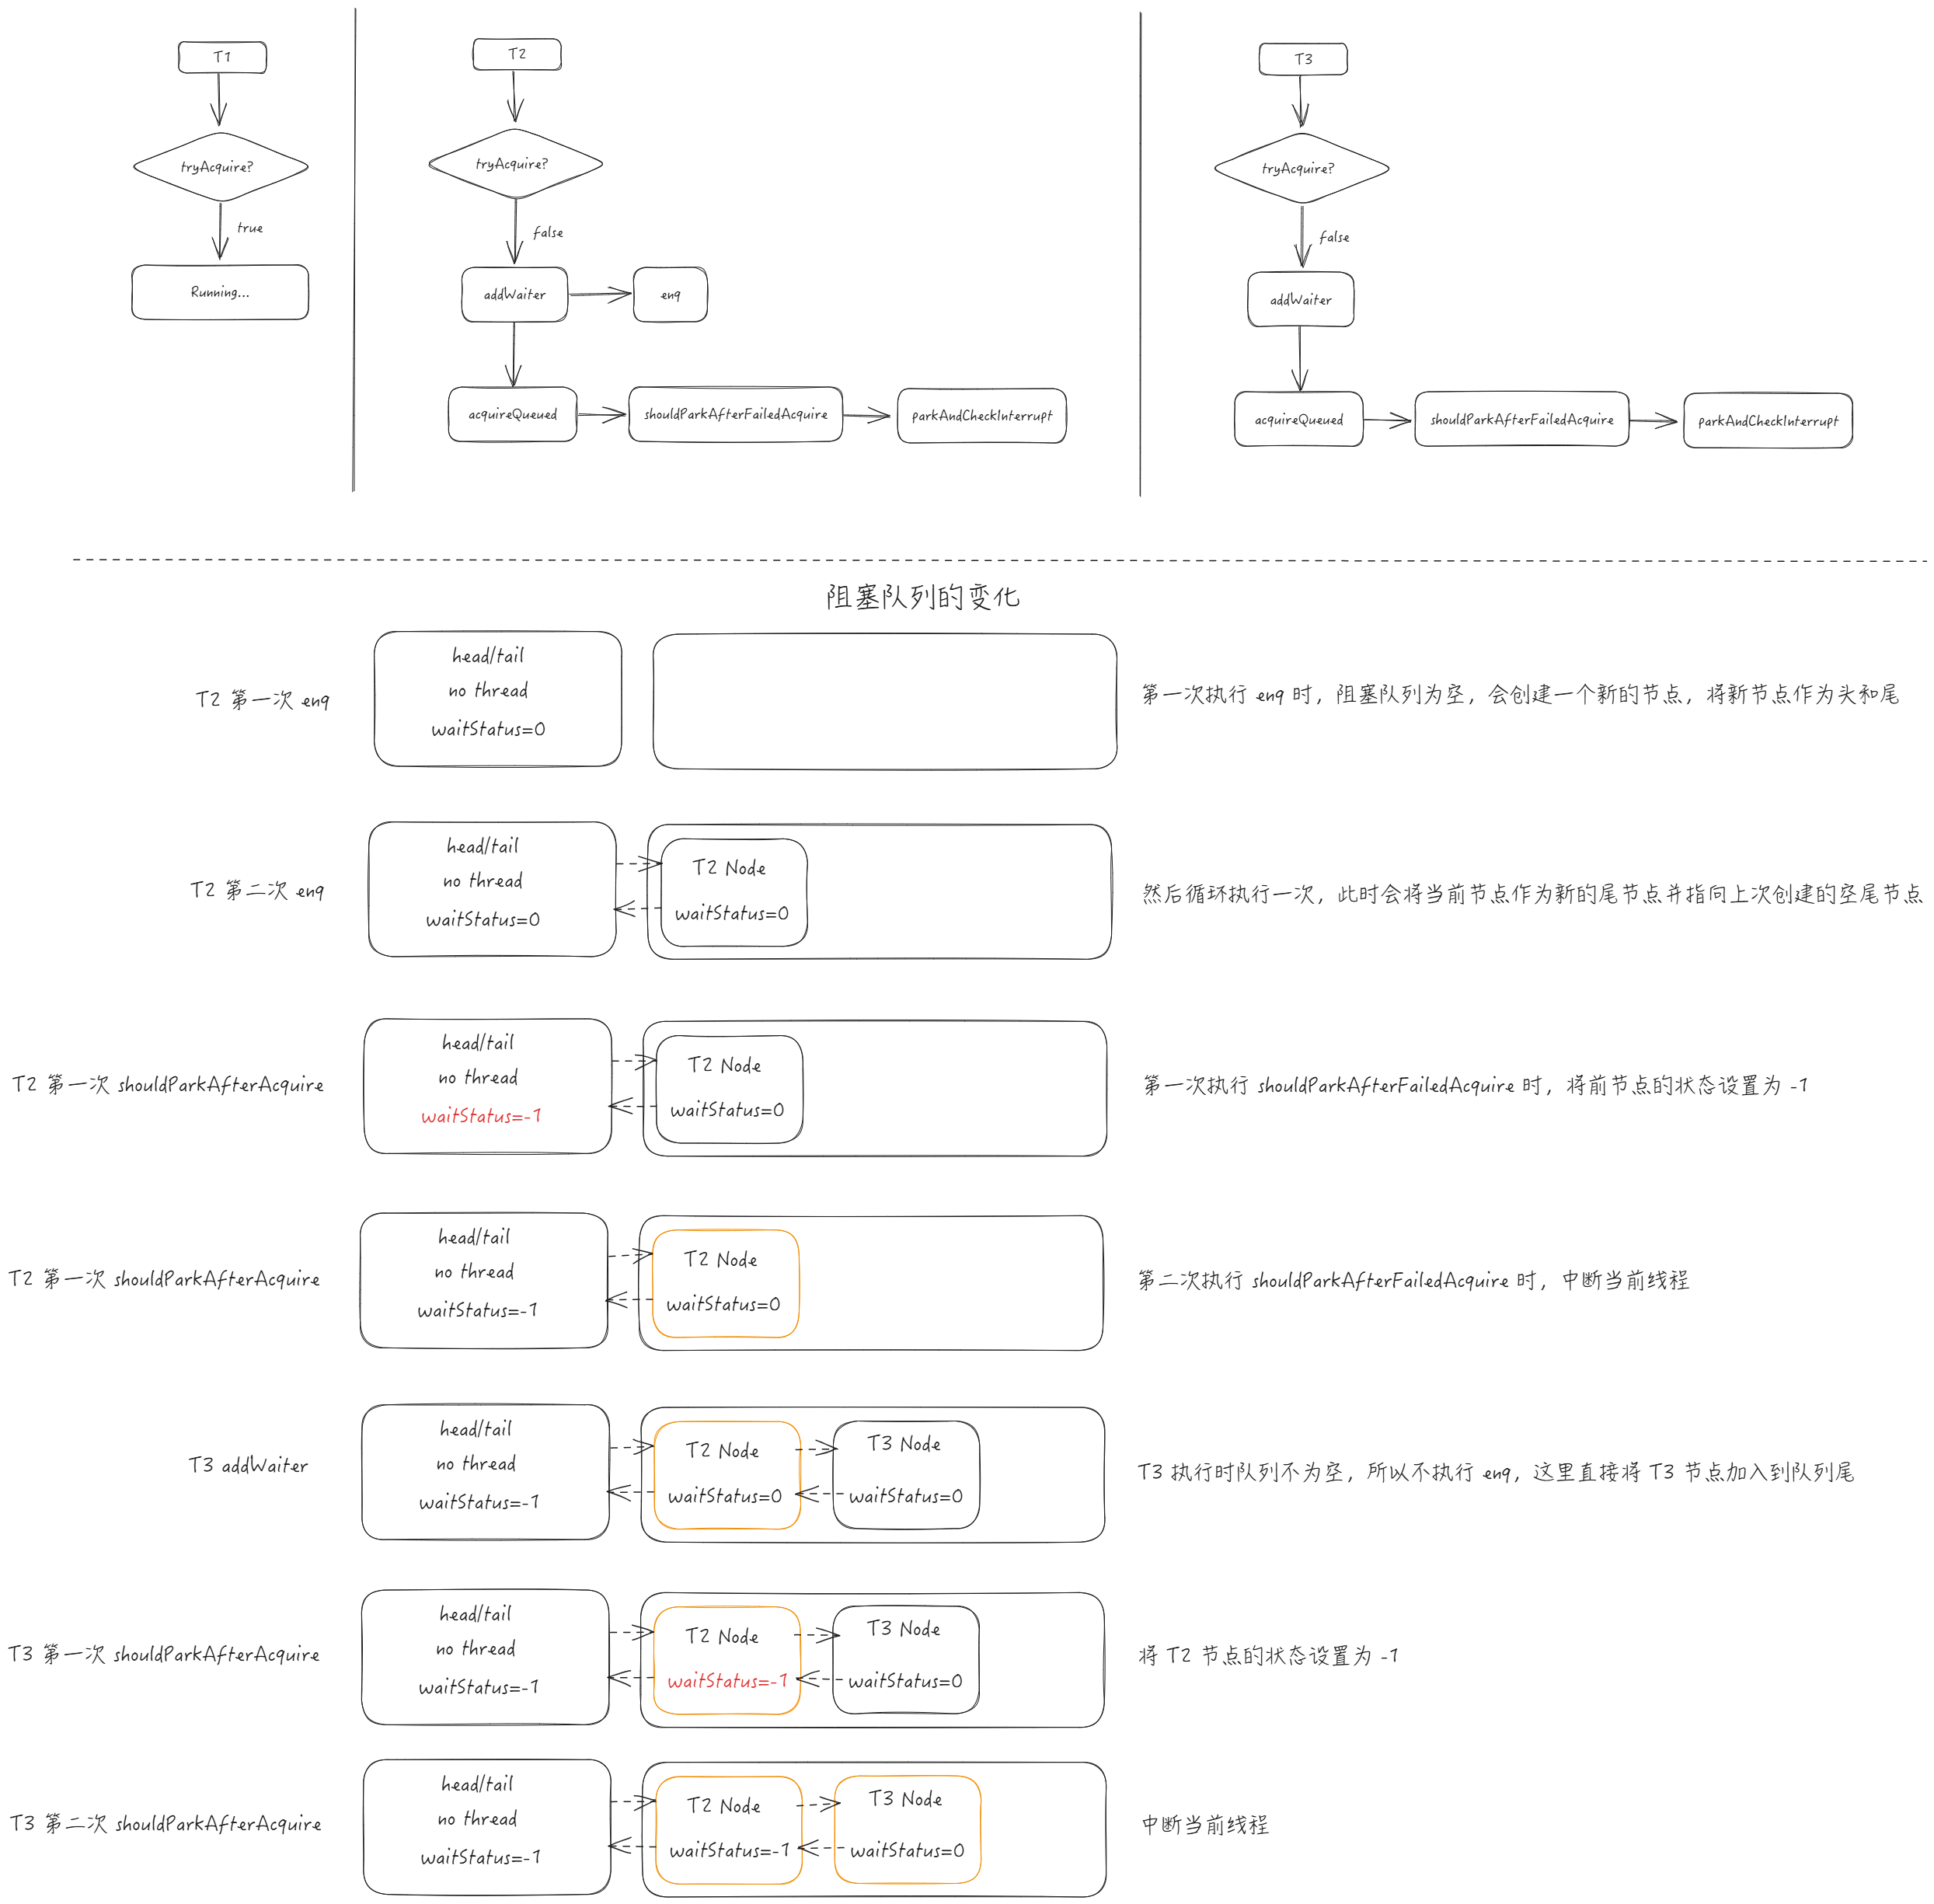 T1
tryAcquire?
true
Running...
T2
tryAcquire?
false
addWaiter
enq
acquireQueued
shouldParkAfterFailedAcquire
parkAndCheckInterrupt
T3
tryAcquire?
false
addWaiter
acquireQueued
shouldParkAfterFailedAcquire
parkAndCheckInterrupt
阻塞队列的变化
T2 第一次 enq
head/tail
no thread
waitStatus=0
第一次执行 enq 时，阻塞队列为空，会创建一个新的节点，将新节点作为头和尾
T2 第二次 enq
head/tail
no thread
waitStatus=0
T2 Node
waitStatus=0
然后循环执行一次，此时会将当前节点作为新的尾节点并指向上次创建的空尾节点
T2 第一次 shouldParkAfterAcquire
head/tail
no thread
waitStatus=-1
T2 Node
waitStatus=0
第一次执行 shouldParkAfterFailedAcquire 时，将前节点的状态设置为 -1
T2 第一次 shouldParkAfterAcquire
head/tail
no thread
waitStatus=-1
T2 Node
waitStatus=0
第二次执行 shouldParkAfterFailedAcquire 时，中断当前线程
T3 addWaiter
head/tail
no thread
waitStatus=-1
T2 Node
waitStatus=0
T3 Node
waitStatus=0
T3 执行时队列不为空，所以不执行 enq，这里直接将 T3 节点加入到队列尾
T3 第一次 shouldParkAfterAcquire
head/tail
no thread
waitStatus=-1
T2 Node
waitStatus=-1
T3 Node
waitStatus=0
将 T2 节点的状态设置为 -1
T3 第二次 shouldParkAfterAcquire
head/tail
no thread
waitStatus=-1
T2 Node
waitStatus=-1
T3 Node
waitStatus=0
中断当前线程